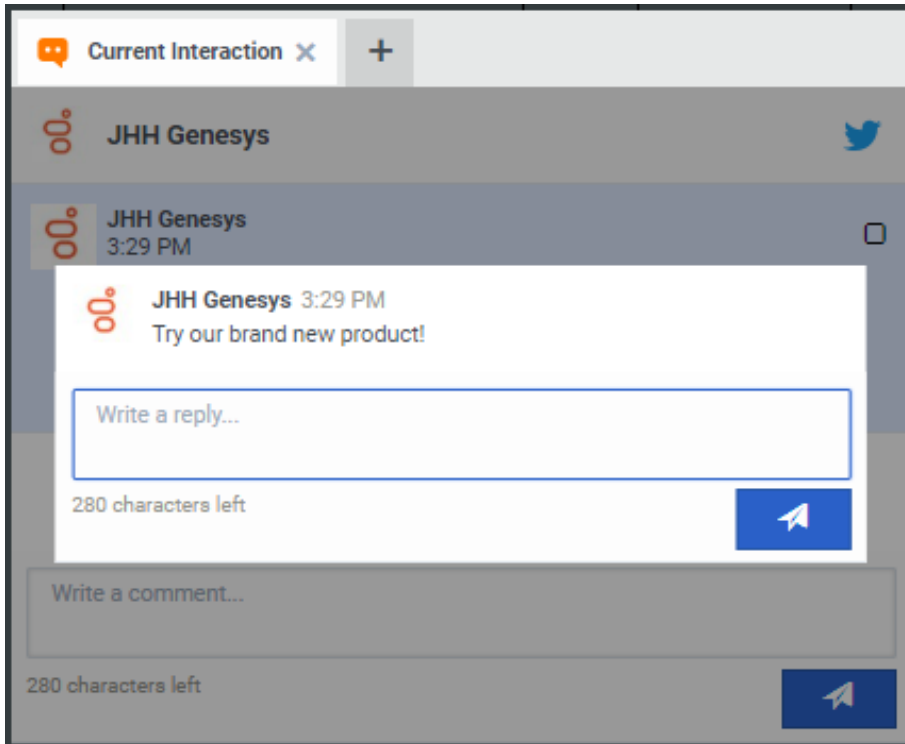 Current Interaction
JHH Genesys
JHH Genesys
3:29 PM
JHH Genesys 3:29 PM
Try our brand new product!
Write a reply...
280 characters left
Write a comment...
280 characters left